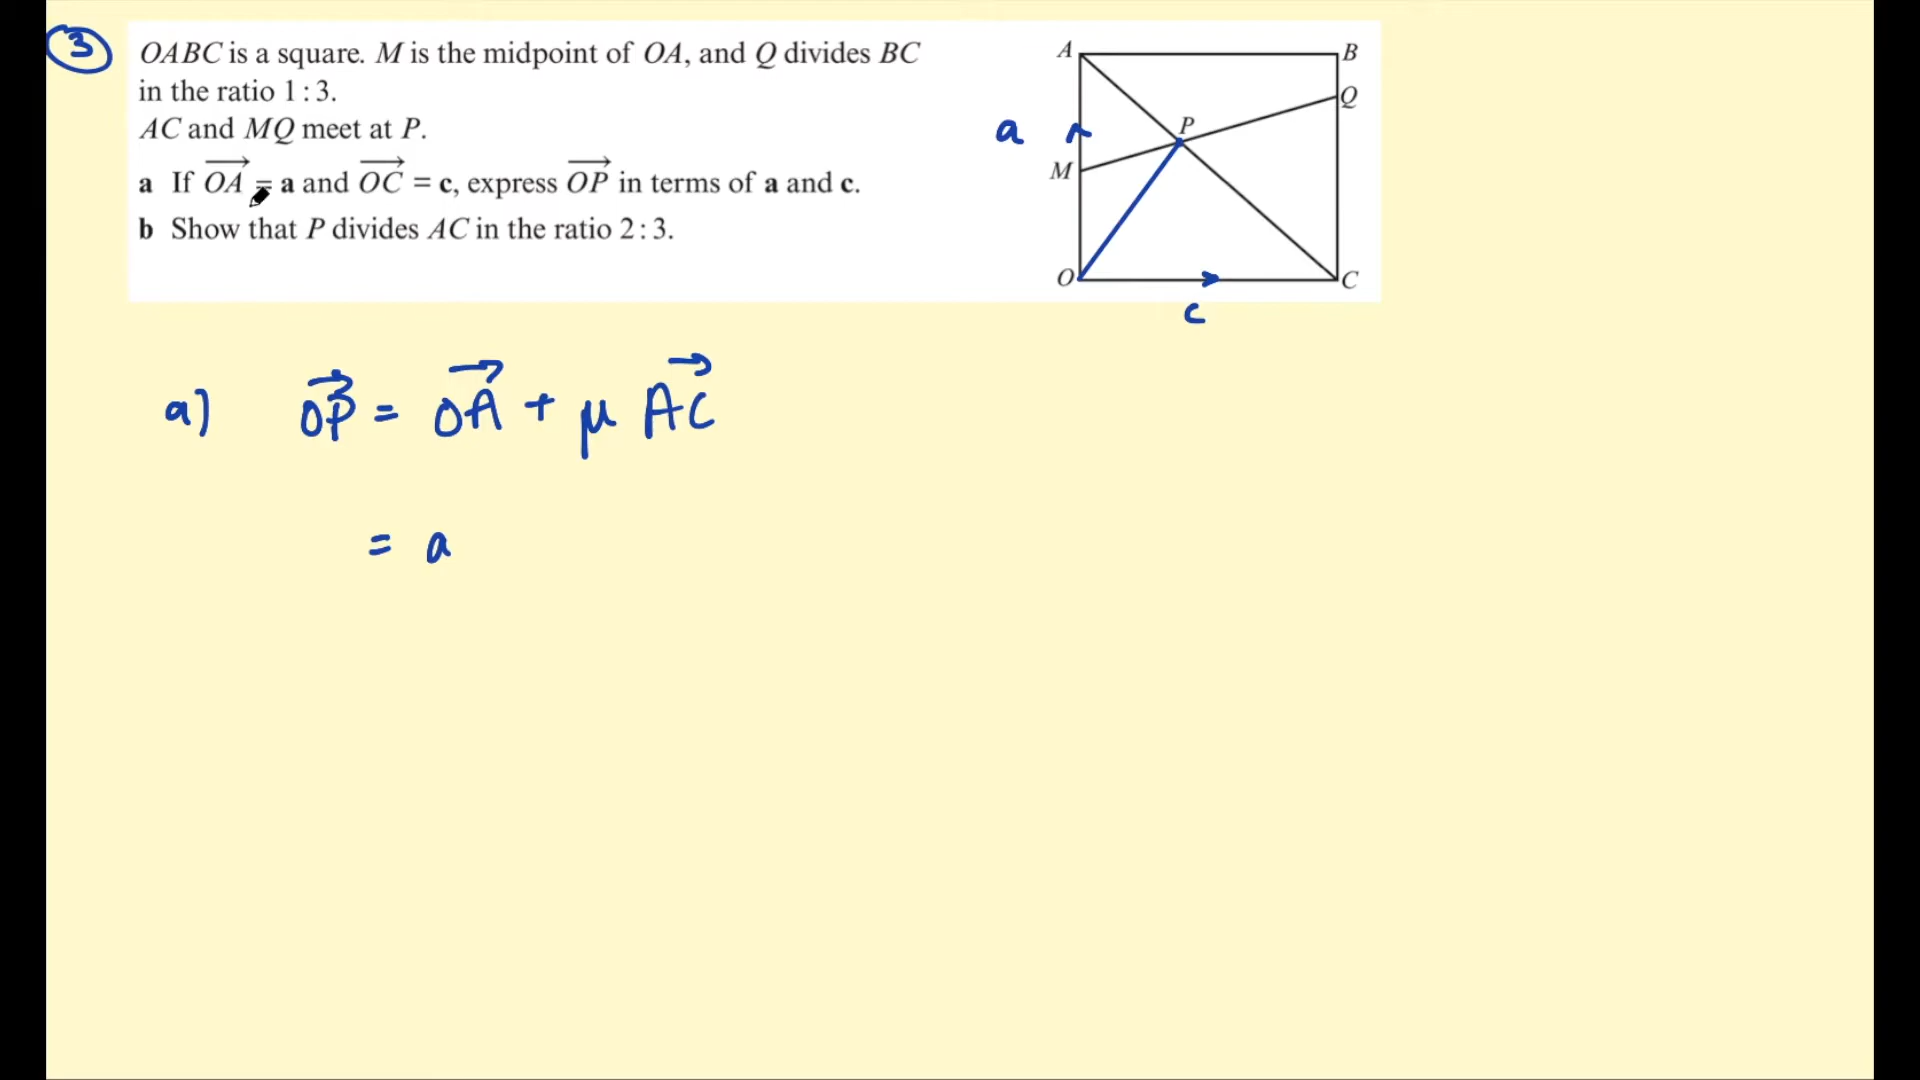 3
OABC is a square. M is the midpoint of OA, and Q divides BC
in the ratio 1 : 3.
AC and MQ meet at P.
a If →OA = a and →OC = c, express →OP in terms of a and c.
b Show that P divides AC in the ratio 2 : 3.
A
B
Q
P
a
M
O
C
c
a) →OP = →OA + μ →AC
= a